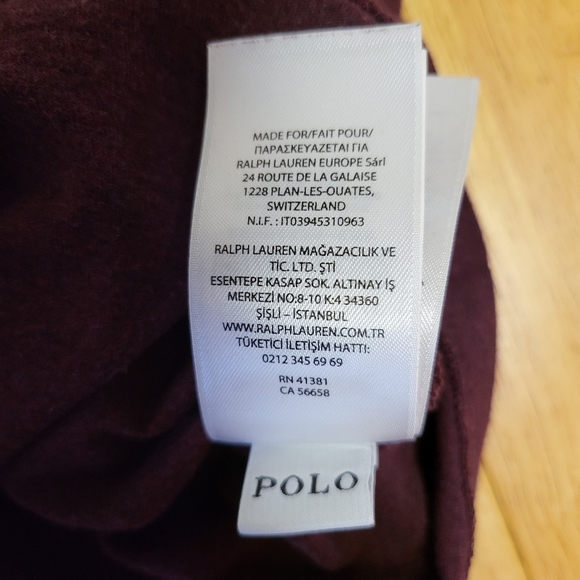 MADE FOR/FAIT POUR/
ΠΑΡΑΣΚΕΥΑΖΕΤΑΙ ΓΙΑ
RALPH LAUREN EUROPE Sárl
24 ROUTE DE LA GALAISE
1228 PLAN-LES-OUATES,
SWITZERLAND
N.I.F. : IT03945310963
RALPH LAUREN MAĞAZACILIK VE
TİC. LTD. ŞTİ
ESENTEPE KASAP SOK. ALTINAY İŞ
MERKEZİ NO:8-10 K:4 34360
ŞİŞLİ – İSTANBUL
WWW.RALPHLAUREN.COM.TR
TÜKETİCİ İLETİŞİM HATTI:
0212 345 69 69
RN 41381
CA 56658
POLO